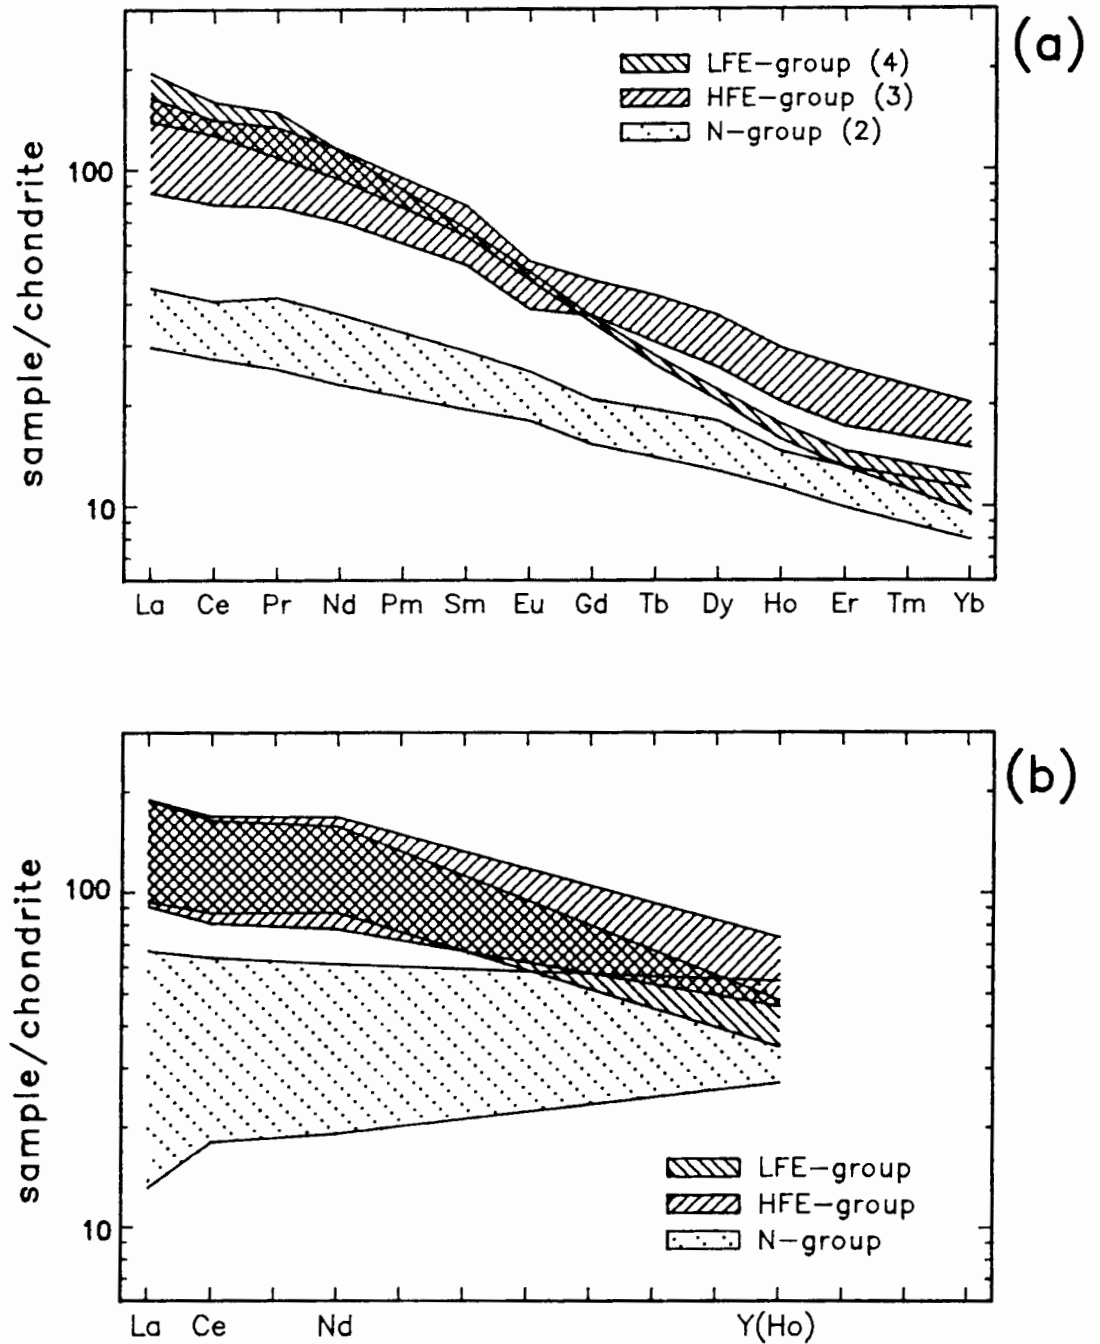 (a)
LFE-group (4)
HFE-group (3)
N-group (2)
sample/chondrite
100
10
La Ce Pr Nd Pm Sm Eu Gd Tb Dy Ho Er Tm Yb
(b)
sample/chondrite
100
10
LFE-group
HFE-group
N-group
La Ce Nd Y(Ho)